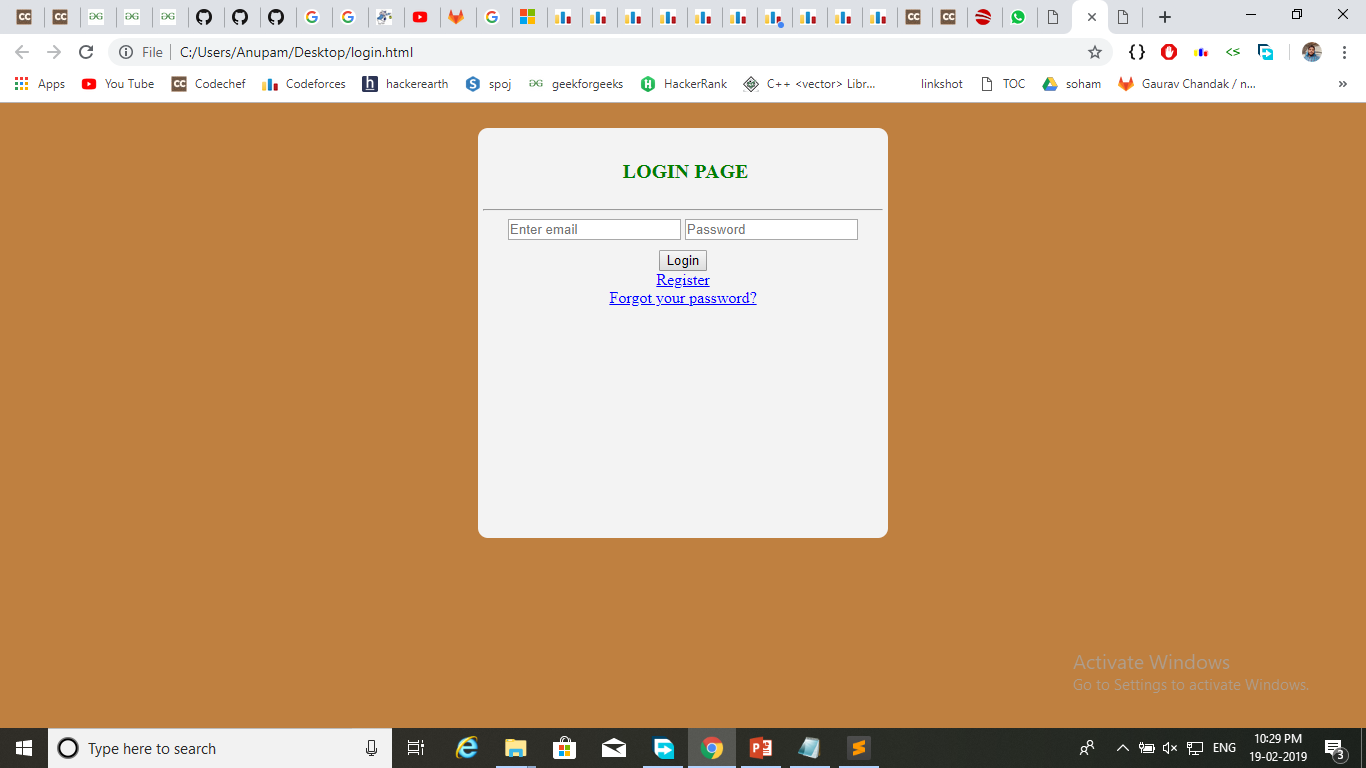 File C:/Users/Anupam/Desktop/login.html
Apps You Tube Codechef Codeforces hackerearth spoj geekforgeeks HackerRank C++ <vector> Libr... linkshot TOC soham Gaurav Chandak / n... »
LOGIN PAGE
Enter email Password
Login
Register
Forgot your password?
Activate Windows
Go to Settings to activate Windows.
Type here to search ENG 10:29 PM
19-02-2019 3